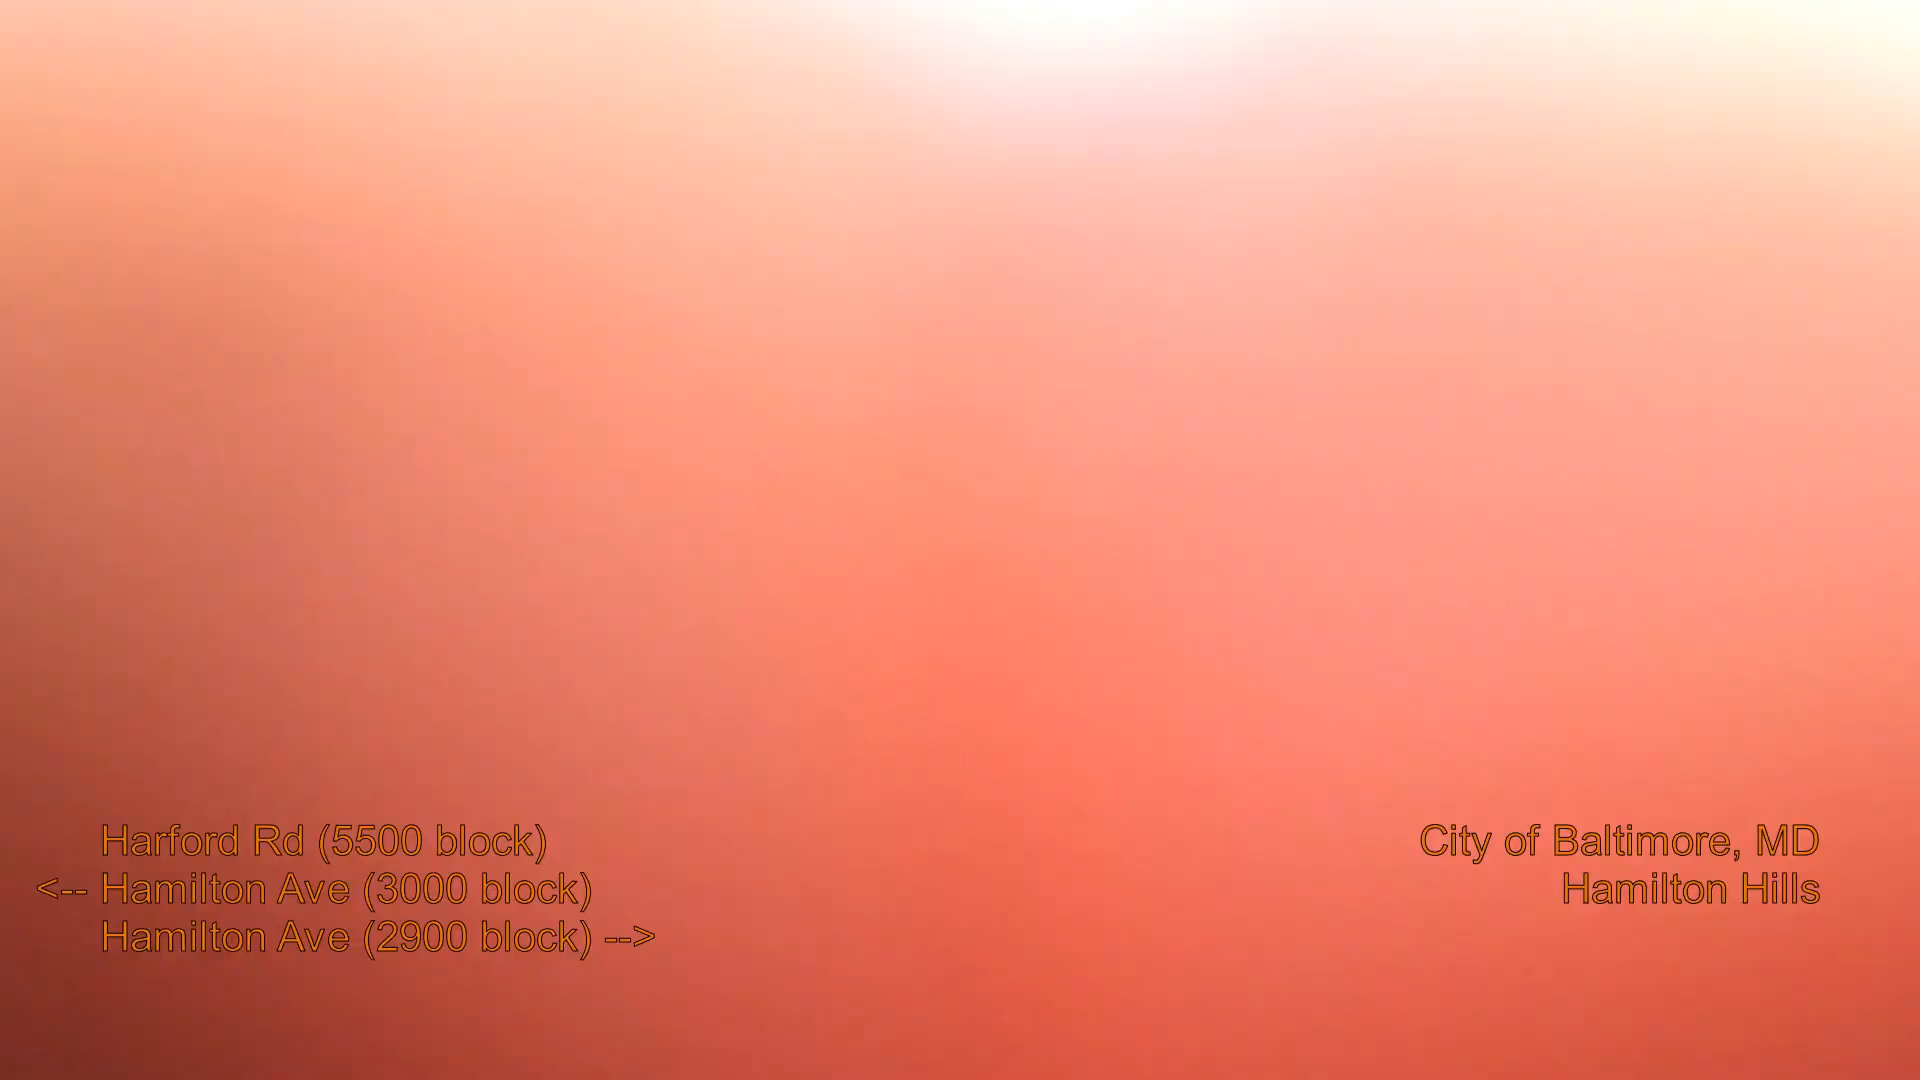 Harford Rd (5500 block)
<-- Hamilton Ave (3000 block)
Hamilton Ave (2900 block) -->
City of Baltimore, MD
Hamilton Hills